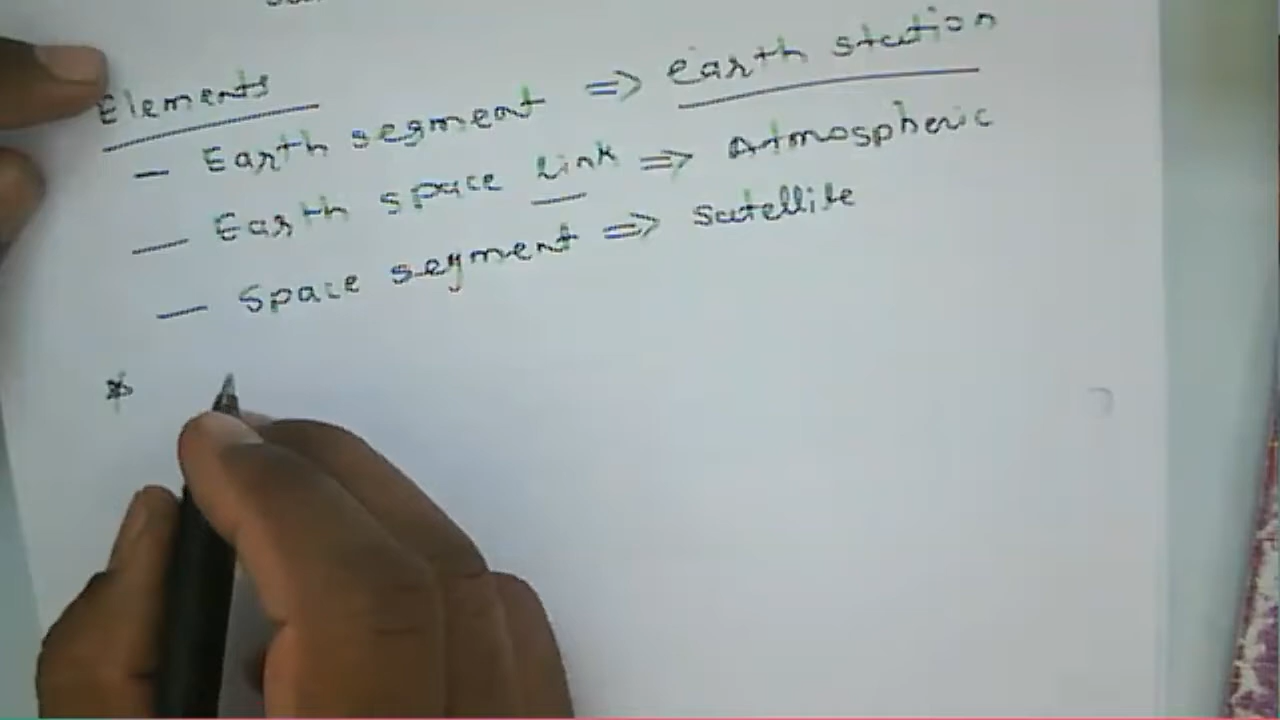 Elements
— Earth segment => earth station
— Earth space link => Atmospheric
— Space segment => Satellite
*